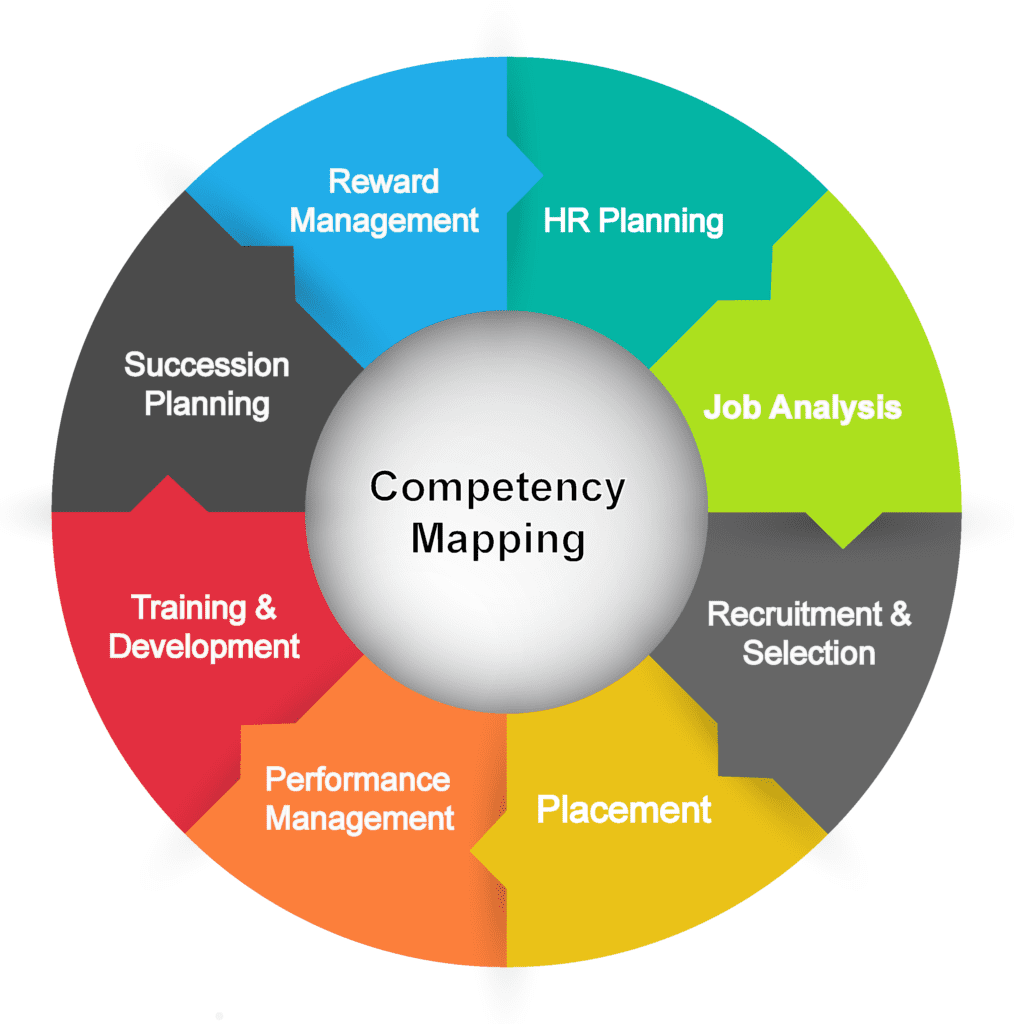 Reward
Management
HR Planning
Job Analysis
Recruitment &
Selection
Placement
Performance
Management
Training &
Development
Succession
Planning
Competency
Mapping